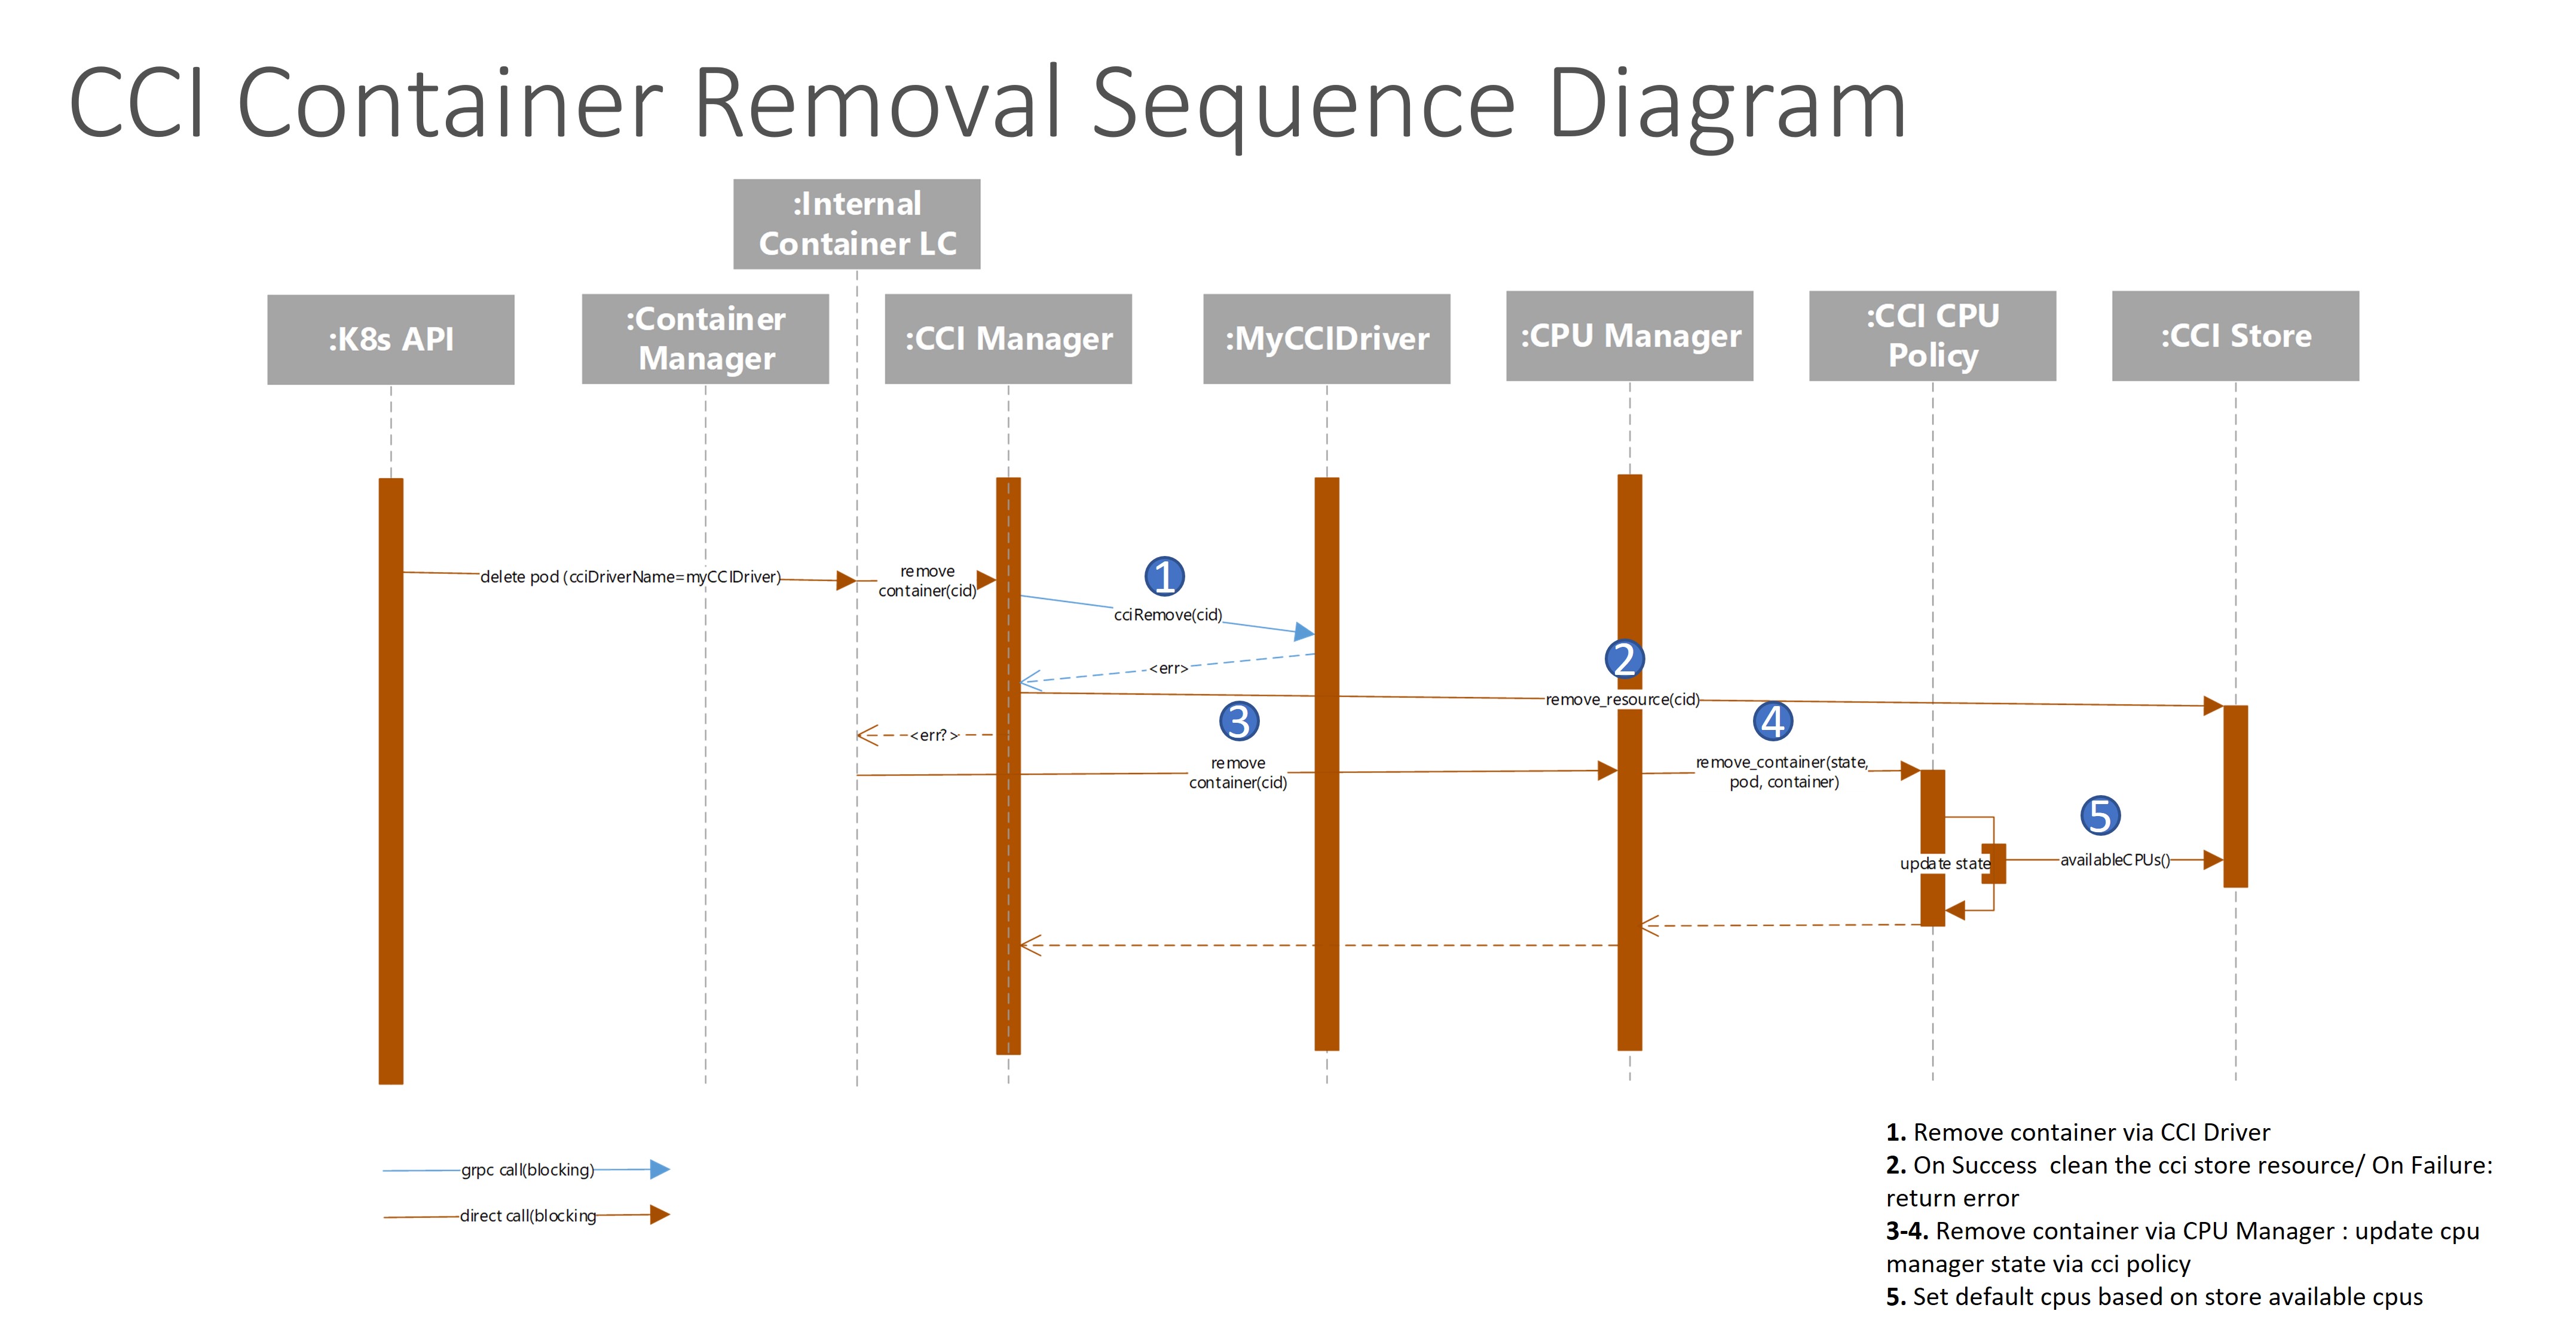 CCI Container Removal Sequence Diagram
:Internal
Container LC
:K8s API
:Container
Manager
:CCI Manager
:MyCCIDriver
:CPU Manager
:CCI CPU
Policy
:CCI Store
delete pod (cciDriverName=myCCIDriver)
remove
container(cid)
1
cciRemove(cid)
<err>
2
remove_resource(cid)
<err?>
3
remove
container(cid)
4
remove_container(state,
pod, container)
5
update state
availableCPUs()
grpc call(blocking)
direct call(blocking
1. Remove container via CCI Driver
2. On Success  clean the cci store resource/ On Failure:
return error
3-4. Remove container via CPU Manager : update cpu
manager state via cci policy
5. Set default cpus based on store available cpus